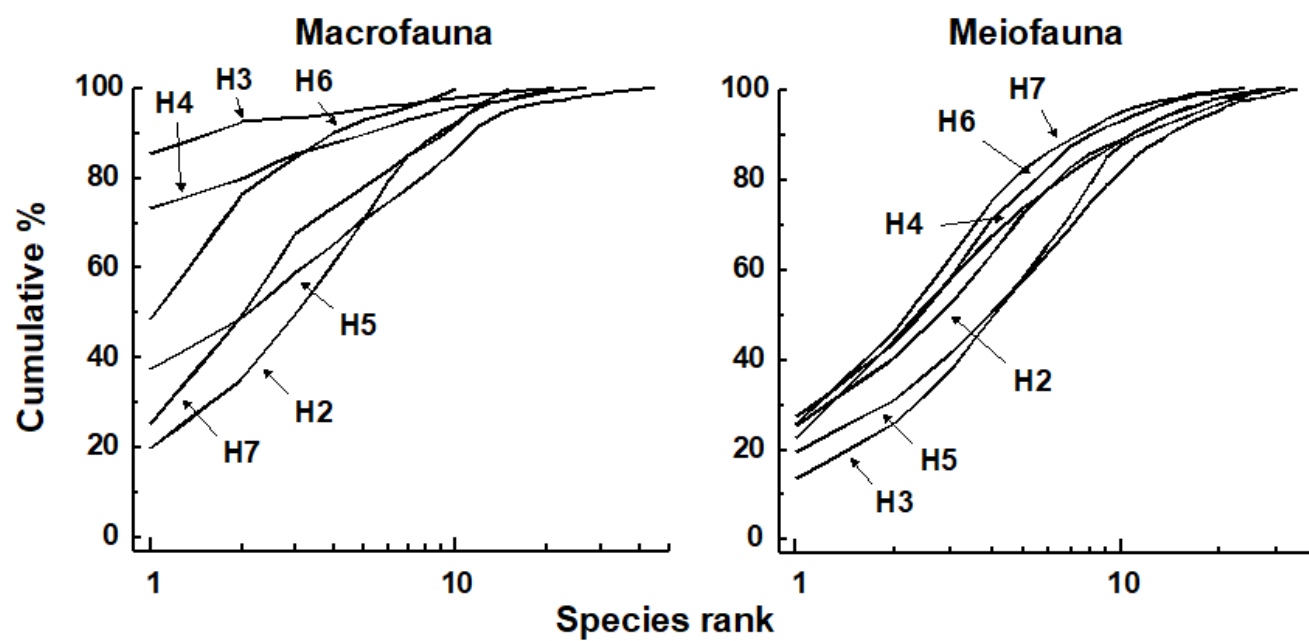 Macrofauna
Meiofauna
Cumulative %
100
80
60
40
20
0
H3
H4
H6
H5
H2
H7
1
10
100
80
60
40
20
0
H7
H6
H4
H2
H5
H3
1
10
Species rank